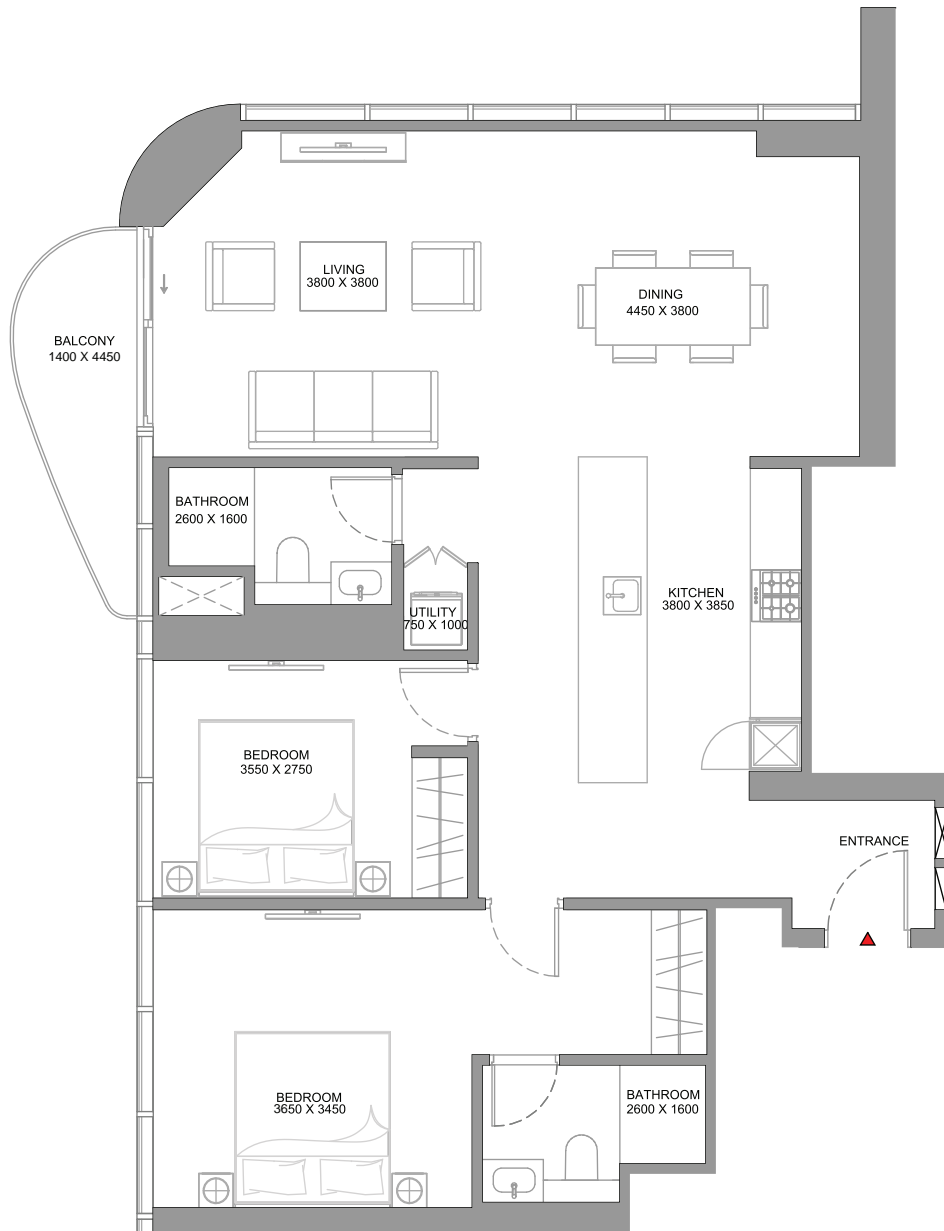 LIVING
3800 X 3800
DINING
4450 X 3800
BALCONY
1400 X 4450
BATHROOM
2600 X 1600
KITCHEN
3800 X 3850
UTILITY
750 X 1000
BEDROOM
3550 X 2750
ENTRANCE
BEDROOM
3650 X 3450
BATHROOM
2600 X 1600